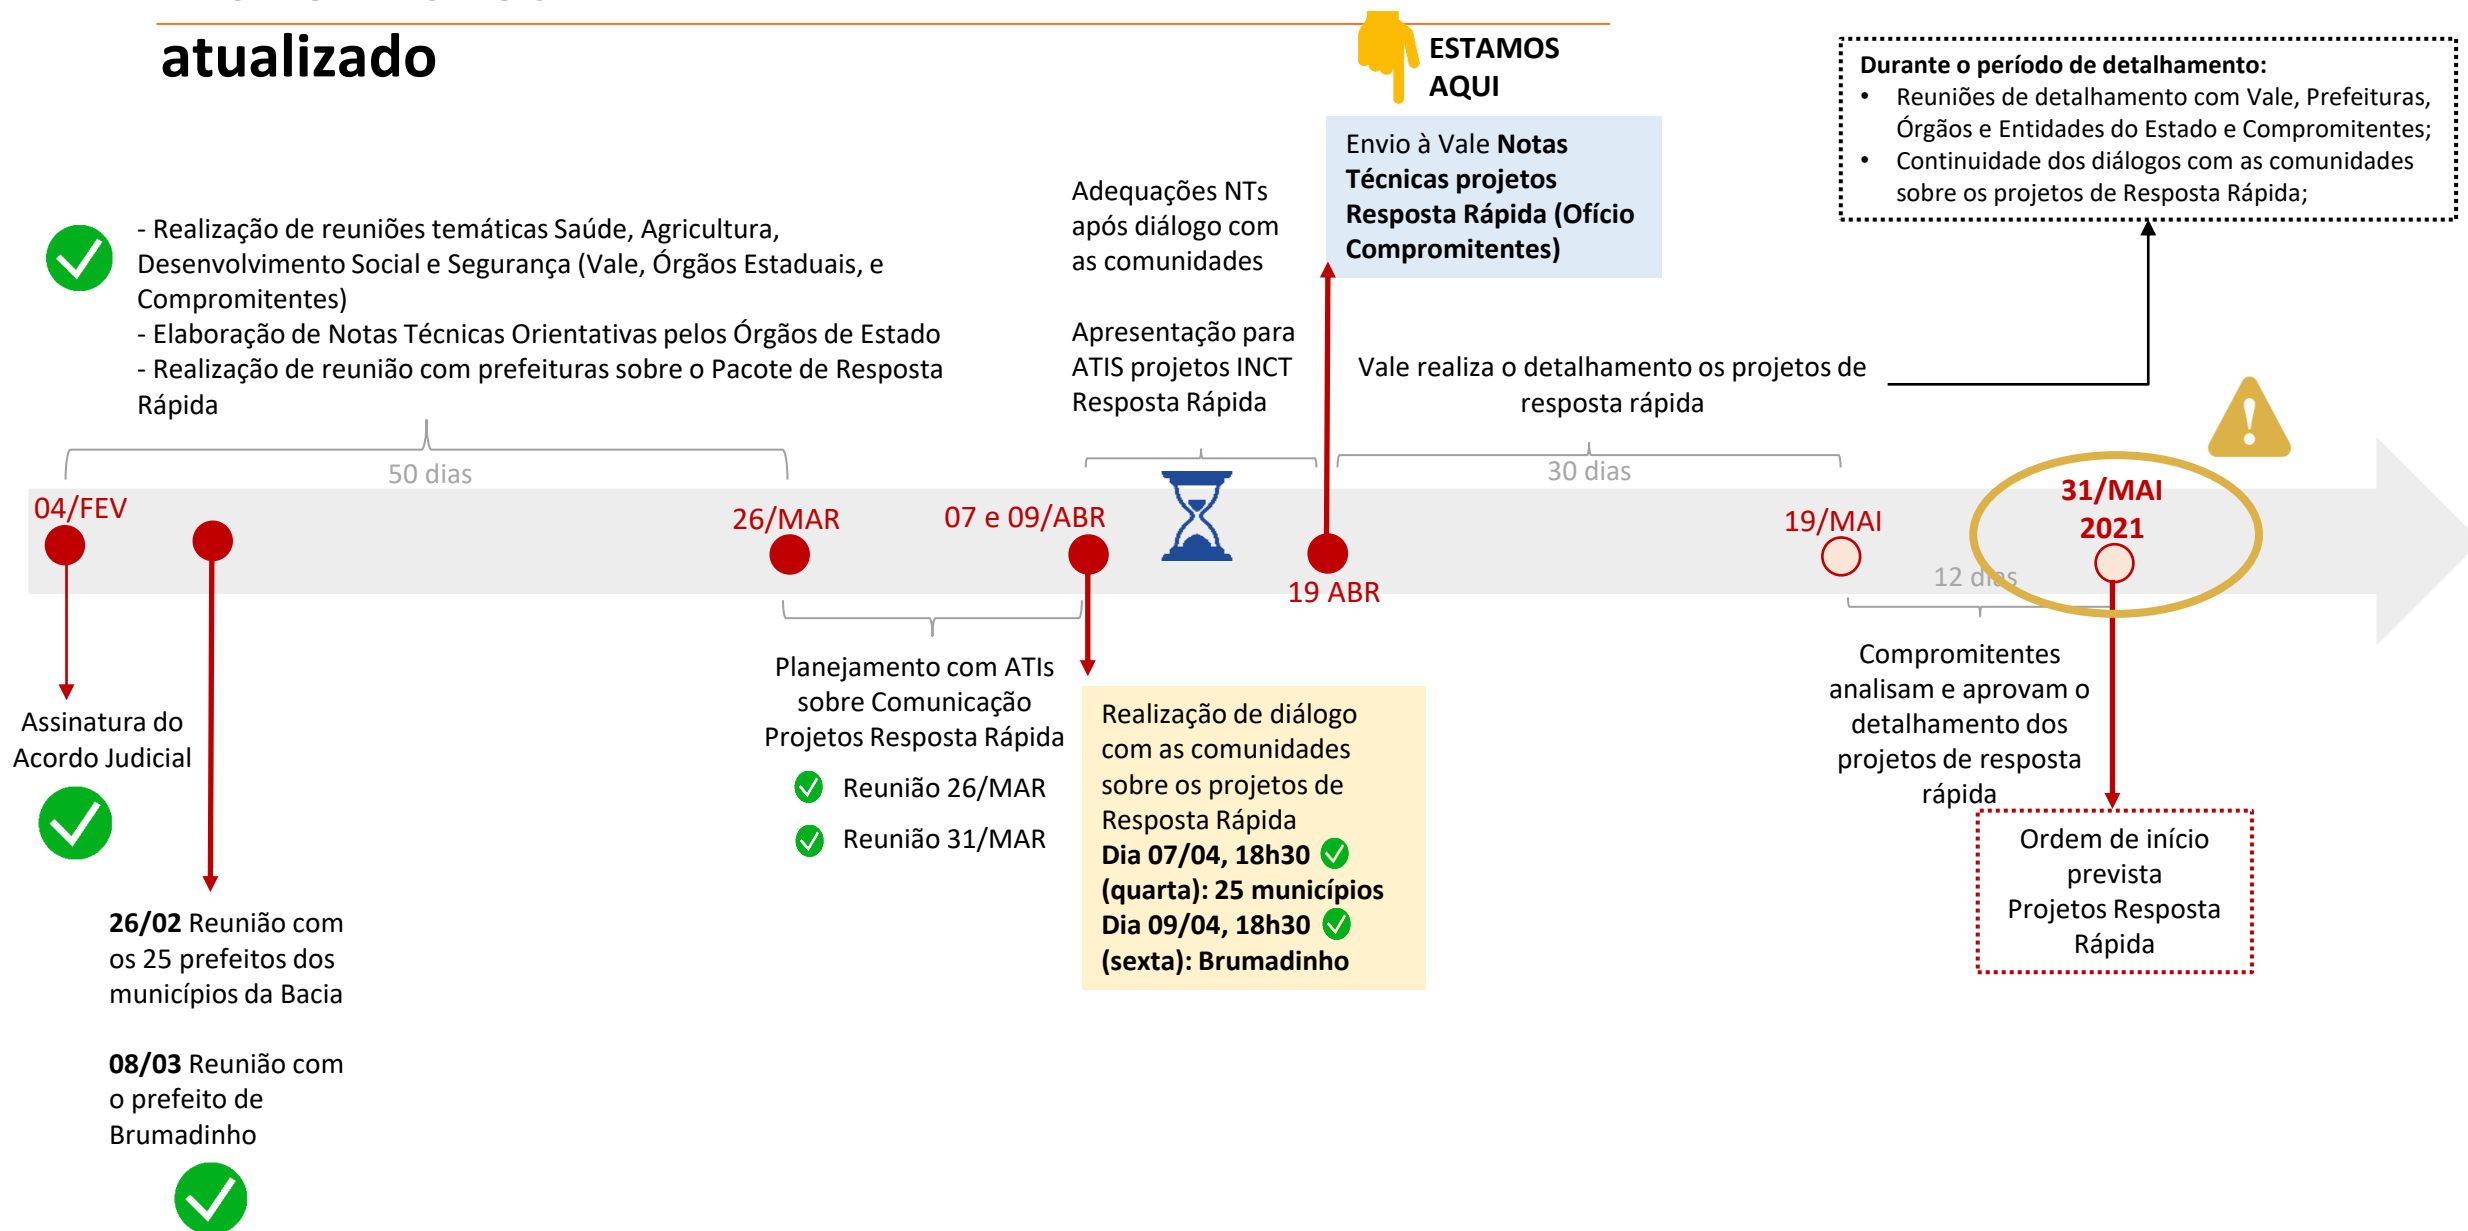 atualizado
ESTAMOS
AQUI
Durante o período de detalhamento:
• Reuniões de detalhamento com Vale, Prefeituras,
Órgãos e Entidades do Estado e Compromitentes;
• Continuidade dos diálogos com as comunidades
sobre os projetos de Resposta Rápida;
Envio à Vale Notas
Técnicas projetos
Resposta Rápida (Ofício
Compromitentes)
Adequações NTs
após diálogo com
as comunidades
Apresentação para
ATIS projetos INCT
Resposta Rápida
- Realização de reuniões temáticas Saúde, Agricultura,
Desenvolvimento Social e Segurança (Vale, Órgãos Estaduais, e
Compromitentes)
- Elaboração de Notas Técnicas Orientativas pelos Órgãos de Estado
- Realização de reunião com prefeituras sobre o Pacote de Resposta
Rápida
Vale realiza o detalhamento os projetos de
resposta rápida
50 dias
30 dias
04/FEV
26/MAR
07 e 09/ABR
19 ABR
19/MAI
31/MAI
2021
12 dias
Assinatura do
Acordo Judicial
26/02 Reunião com
os 25 prefeitos dos
municípios da Bacia
08/03 Reunião com
o prefeito de
Brumadinho
Planejamento com ATIs
sobre Comunicação
Projetos Resposta Rápida
Reunião 26/MAR
Reunião 31/MAR
Realização de diálogo
com as comunidades
sobre os projetos de
Resposta Rápida
Dia 07/04, 18h30
(quarta): 25 municípios
Dia 09/04, 18h30
(sexta): Brumadinho
Compromitentes
analisam e aprovam o
detalhamento dos
projetos de resposta
rápida
Ordem de início
prevista
Projetos Resposta
Rápida